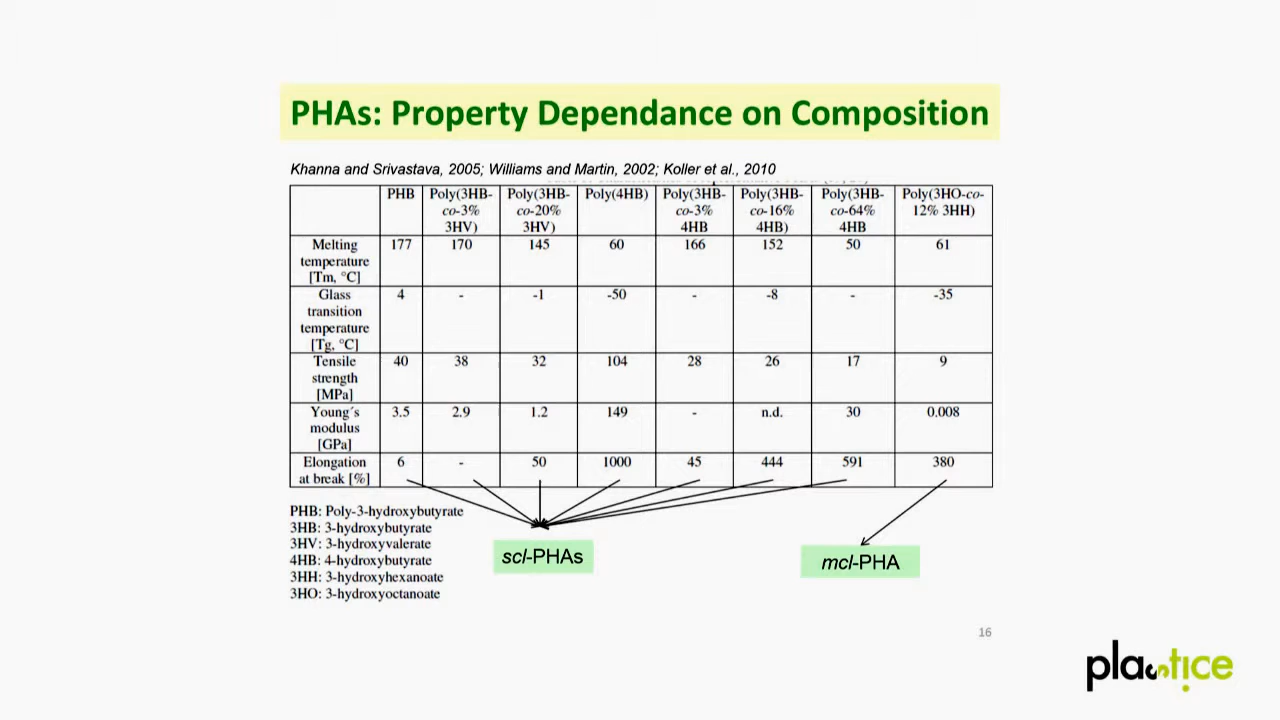 PHAs: Property Dependance on Composition
Khanna and Srivastava, 2005; Williams and Martin, 2002; Koller et al., 2010
PHB Poly(3HB-co-3% 3HV) Poly(3HB-co-20% 3HV) Poly(4HB) Poly(3HB-co-3% 4HB Poly(3HB-co-16% 4HB) Poly(3HB-co-64% 4HB Poly(3HO-co-12% 3HH)
Melting temperature [Tm, °C] 177 170 145 60 166 152 50 61
Glass transition temperature [Tg, °C] 4 - -1 -50 - -8 - -35
Tensile strength [MPa] 40 38 32 104 28 26 17 9
Young´s modulus [GPa] 3.5 2.9 1.2 149 - n.d. 30 0.008
Elongation at break [%] 6 - 50 1000 45 444 591 380
PHB: Poly-3-hydroxybutyrate
3HB: 3-hydroxybutyrate
3HV: 3-hydroxyvalerate
4HB: 4-hydroxybutyrate
3HH: 3-hydroxyhexanoate
3HO: 3-hydroxyoctanoate
scl-PHAs
mcl-PHA
16
plastice